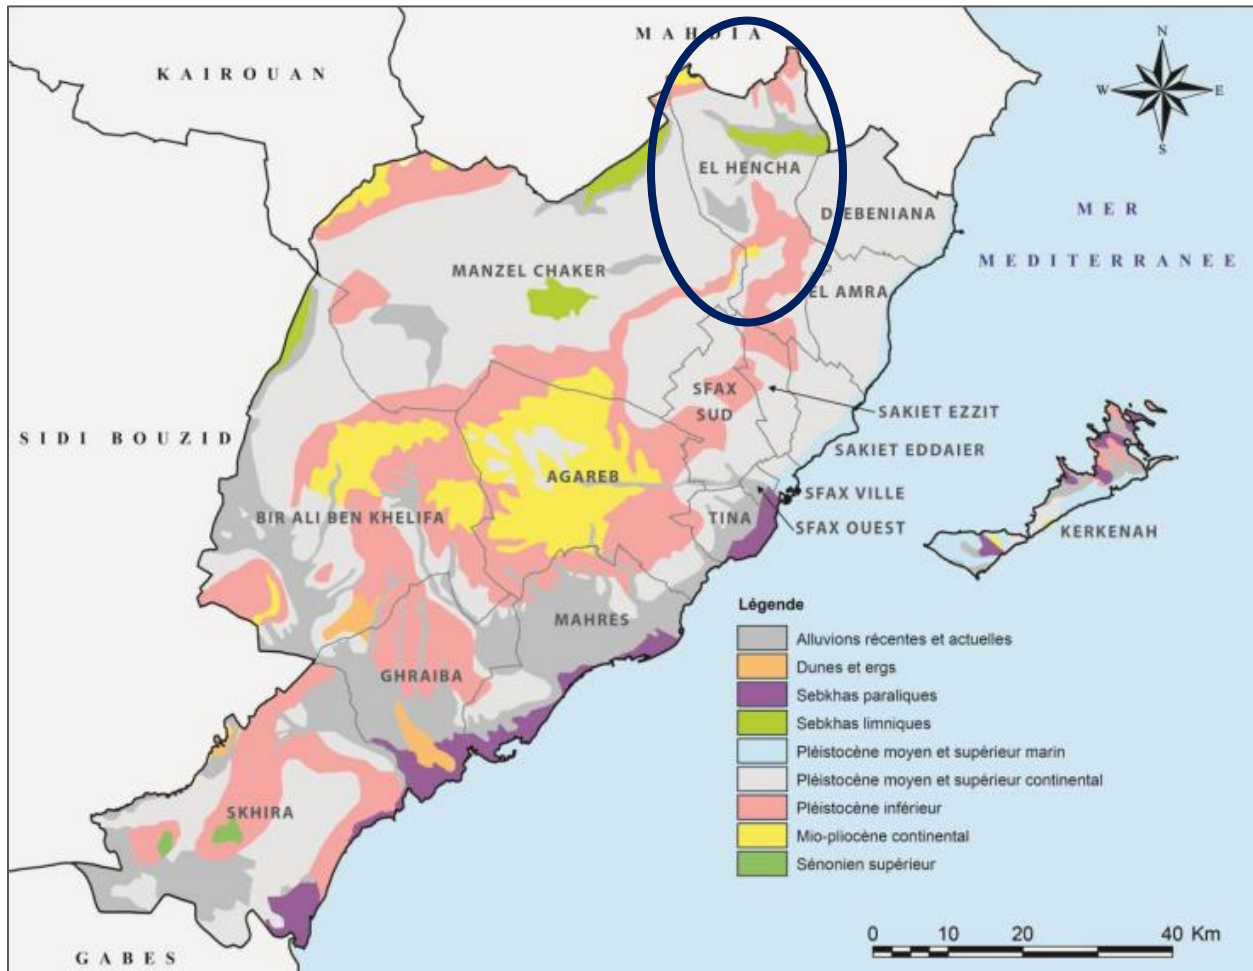 MAHDIA
KAIROUAN
N
W E
S
EL HENCHA
DJEBENIANA
MER
MEDITERRANEE
MANZEL CHAKER
EL AMRA
SFAX
SUD
SAKIET EZZIT
SIDI BOUZID
SAKIET EDDAIER
AGAREB
SFAX VILLE
BIR ALI BEN KHELIFA
TINA
SFAX OUEST
KERKENAH
MAHRES
GHRAIBA
SKHIRA
GABES
Légende
Alluvions récentes et actuelles
Dunes et ergs
Sebkhas paraliques
Sebkhas limniques
Pléistocène moyen et supérieur marin
Pléistocène moyen et supérieur continental
Pléistocène inférieur
Mio-pliocène continental
Sénonien supérieur
0 10 20 40 Km